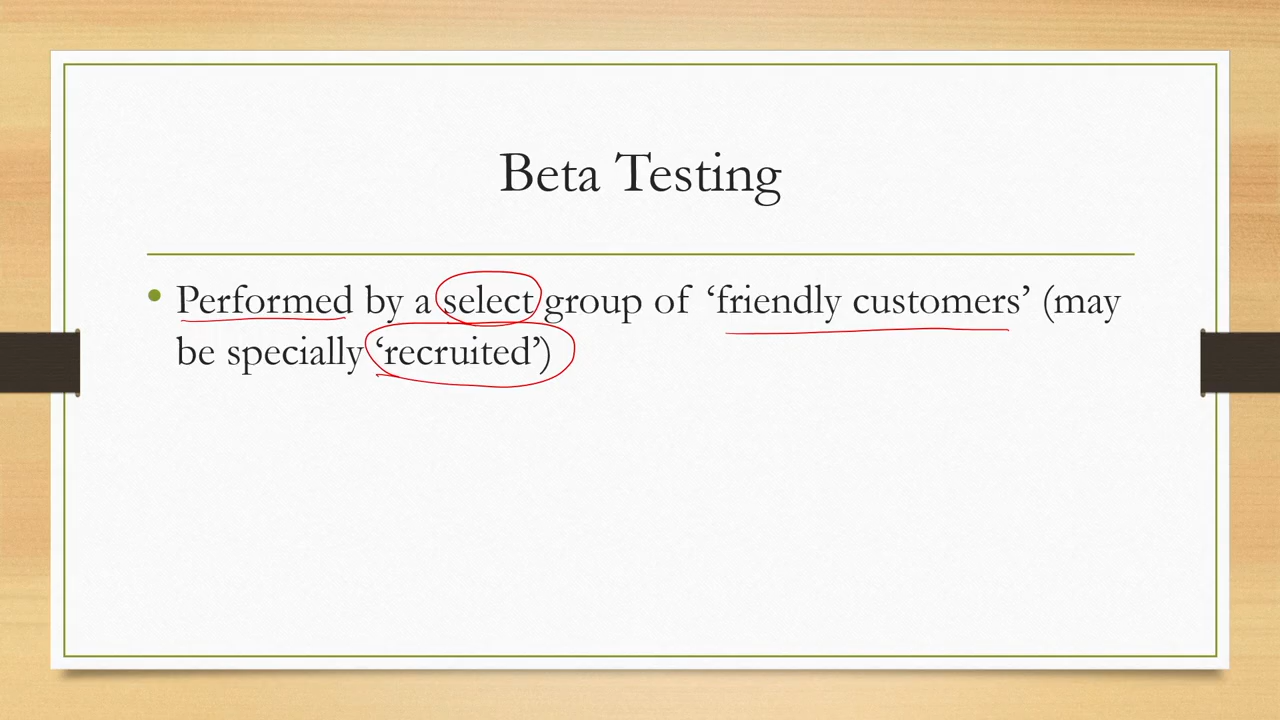 Beta Testing
• Performed by a select group of ‘friendly customers’ (may
be specially ‘recruited’)